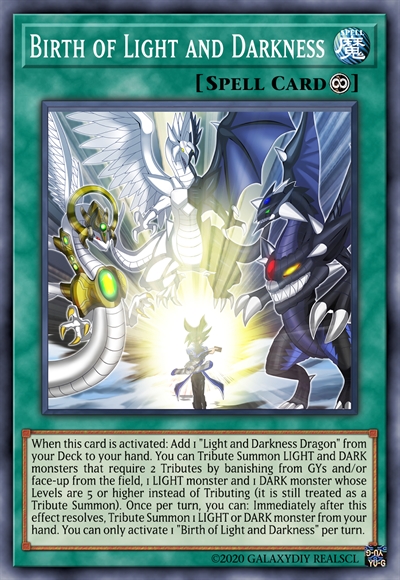 BIRTH OF LIGHT AND DARKNESS
SPELL
魔
[SPELL CARD]
When this card is activated: Add 1 "Light and Darkness Dragon" from
your Deck to your hand. You can Tribute Summon LIGHT and DARK
monsters that require 2 Tributes by banishing from GYs and/or
face-up from the field, 1 LIGHT monster and 1 DARK monster whose
Levels are 5 or higher instead of Tributing (it is still treated as a
Tribute Summon). Once per turn, you can: Immediately after this
effect resolves, Tribute Summon 1 LIGHT or DARK monster from your
hand. You can only activate 1 "Birth of Light and Darkness" per turn.
©2020 GALAXYDIY REALSCL
YU-G